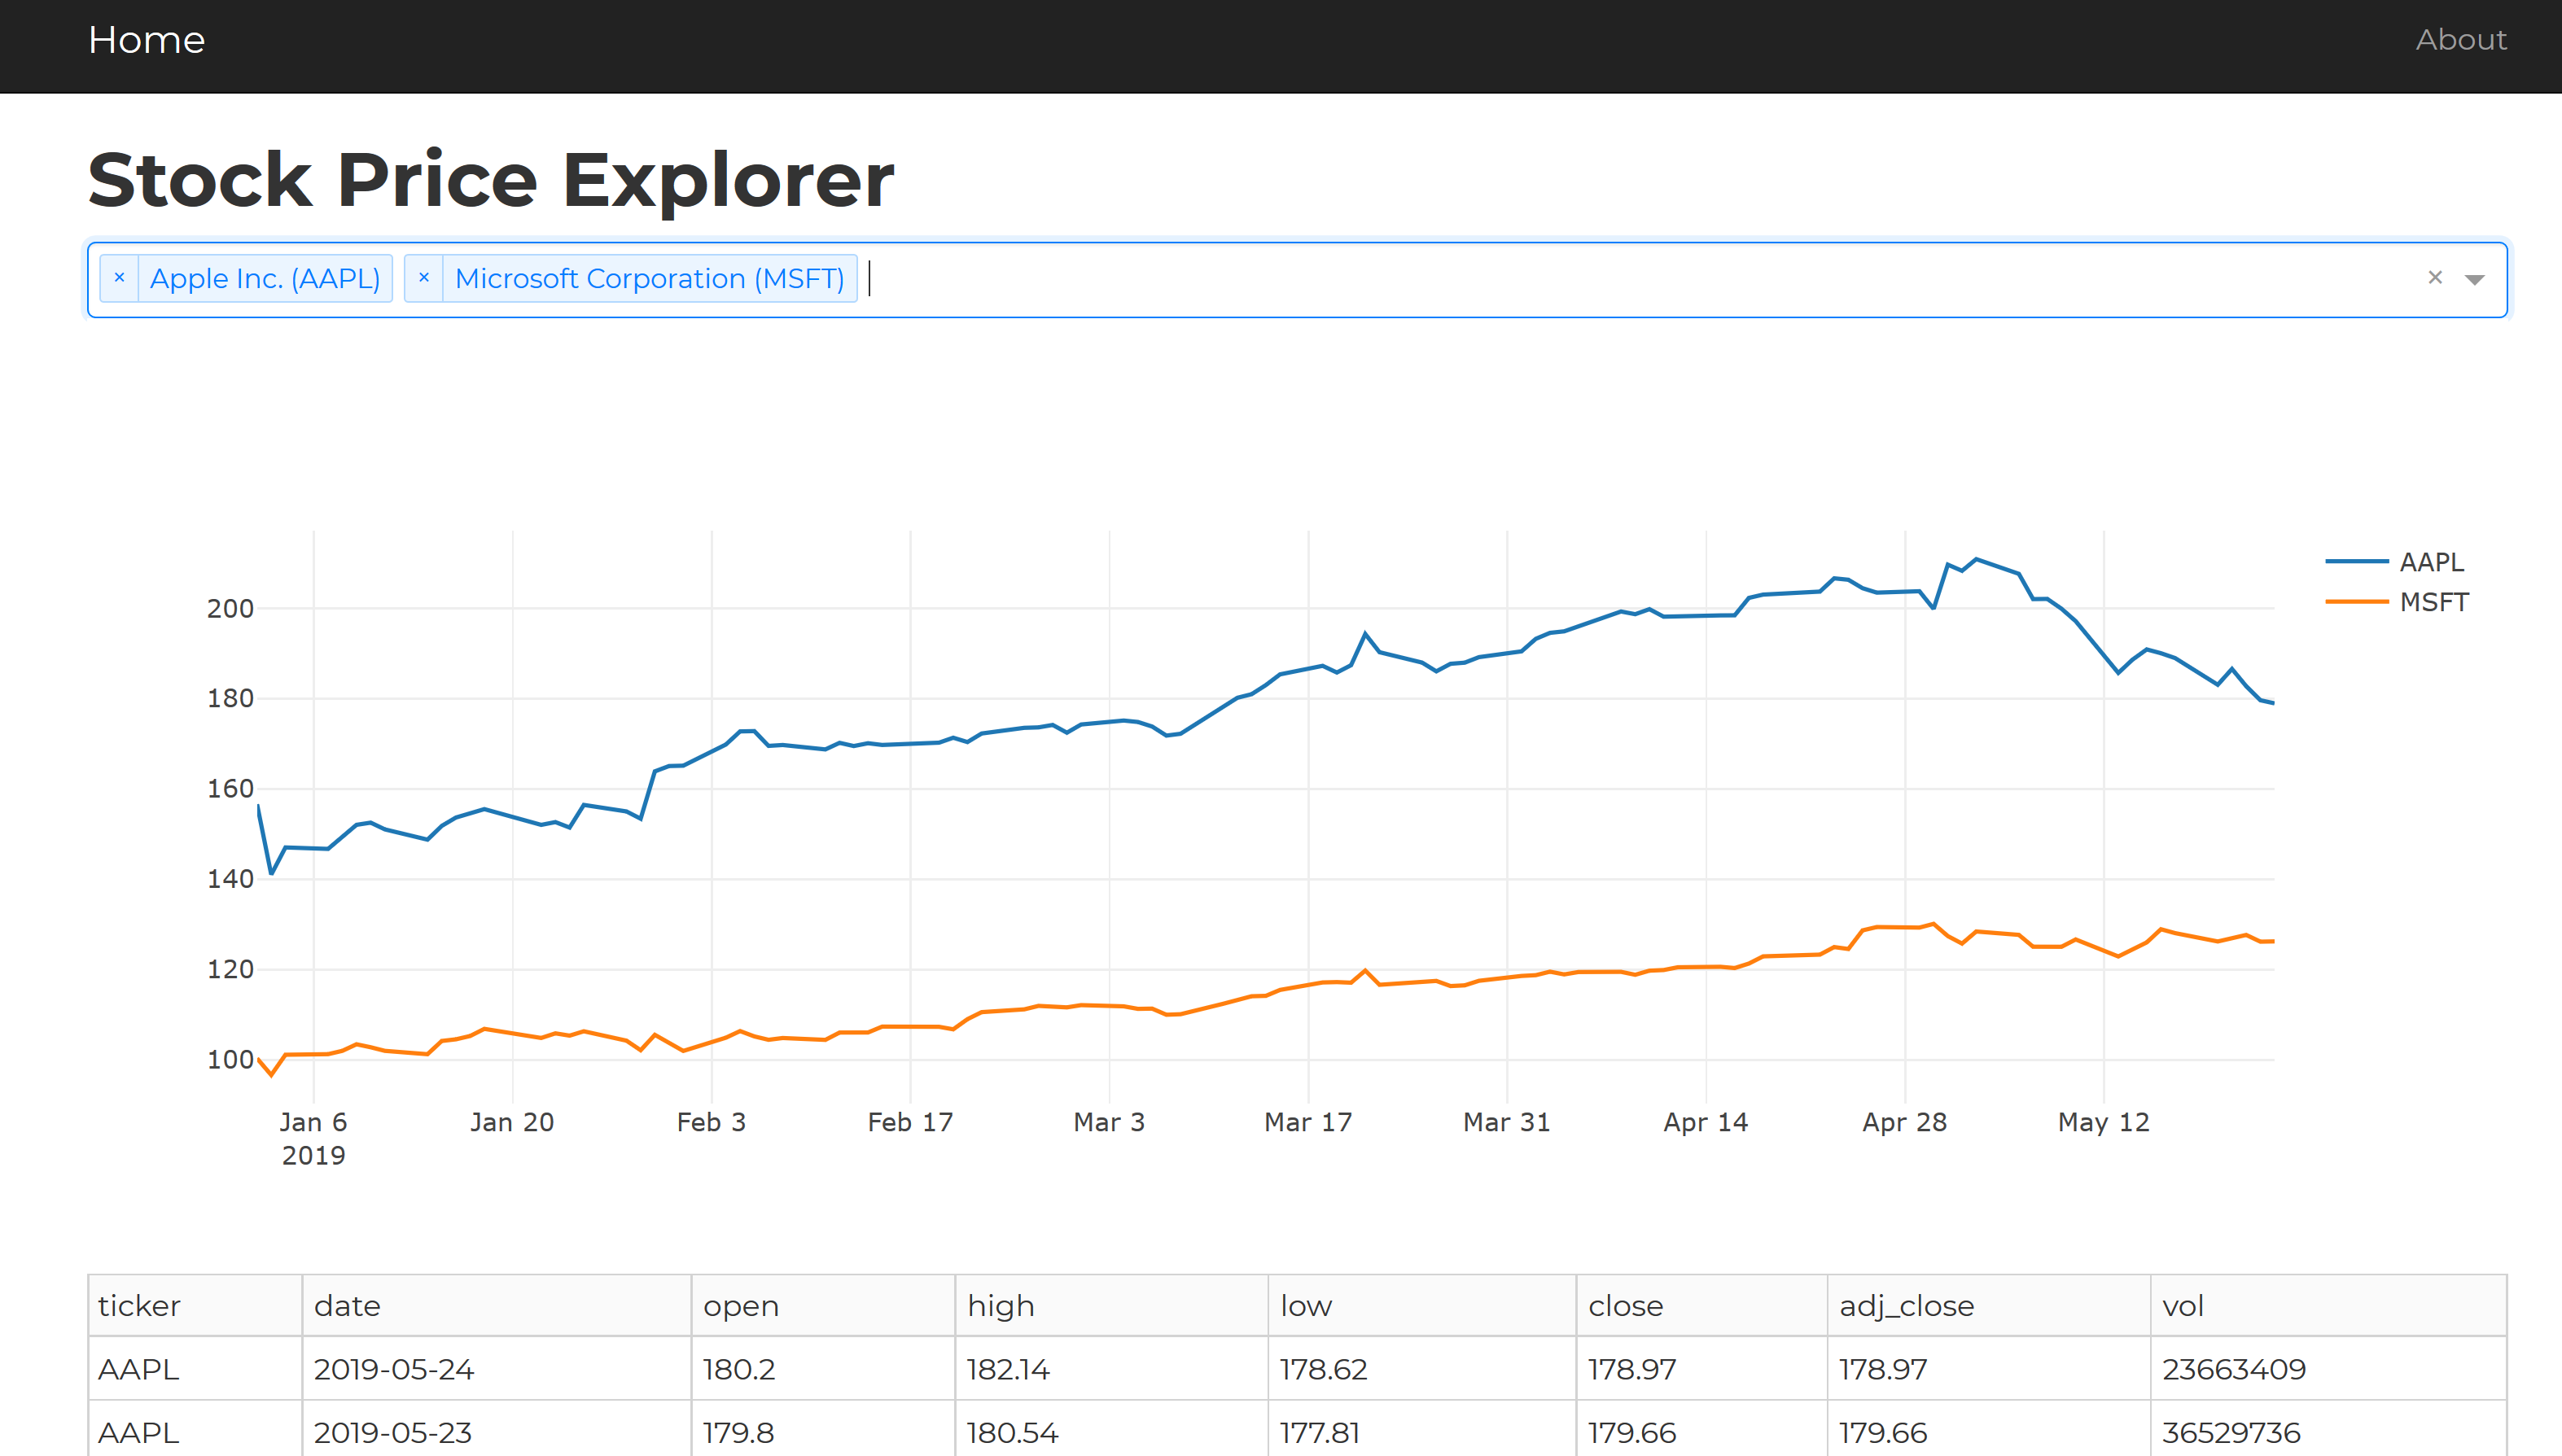 Home About
Stock Price Explorer
× Apple Inc. (AAPL) × Microsoft Corporation (MSFT) ×
AAPL
MSFT
200
180
160
140
120
100
Jan 6 Jan 20 Feb 3 Feb 17 Mar 3 Mar 17 Mar 31 Apr 14 Apr 28 May 12
2019
ticker date open high low close adj_close vol
AAPL 2019-05-24 180.2 182.14 178.62 178.97 178.97 23663409
AAPL 2019-05-23 179.8 180.54 177.81 179.66 179.66 36529736